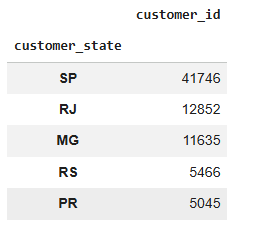 customer_id
customer_state
SP 41746
RJ 12852
MG 11635
RS 5466
PR 5045